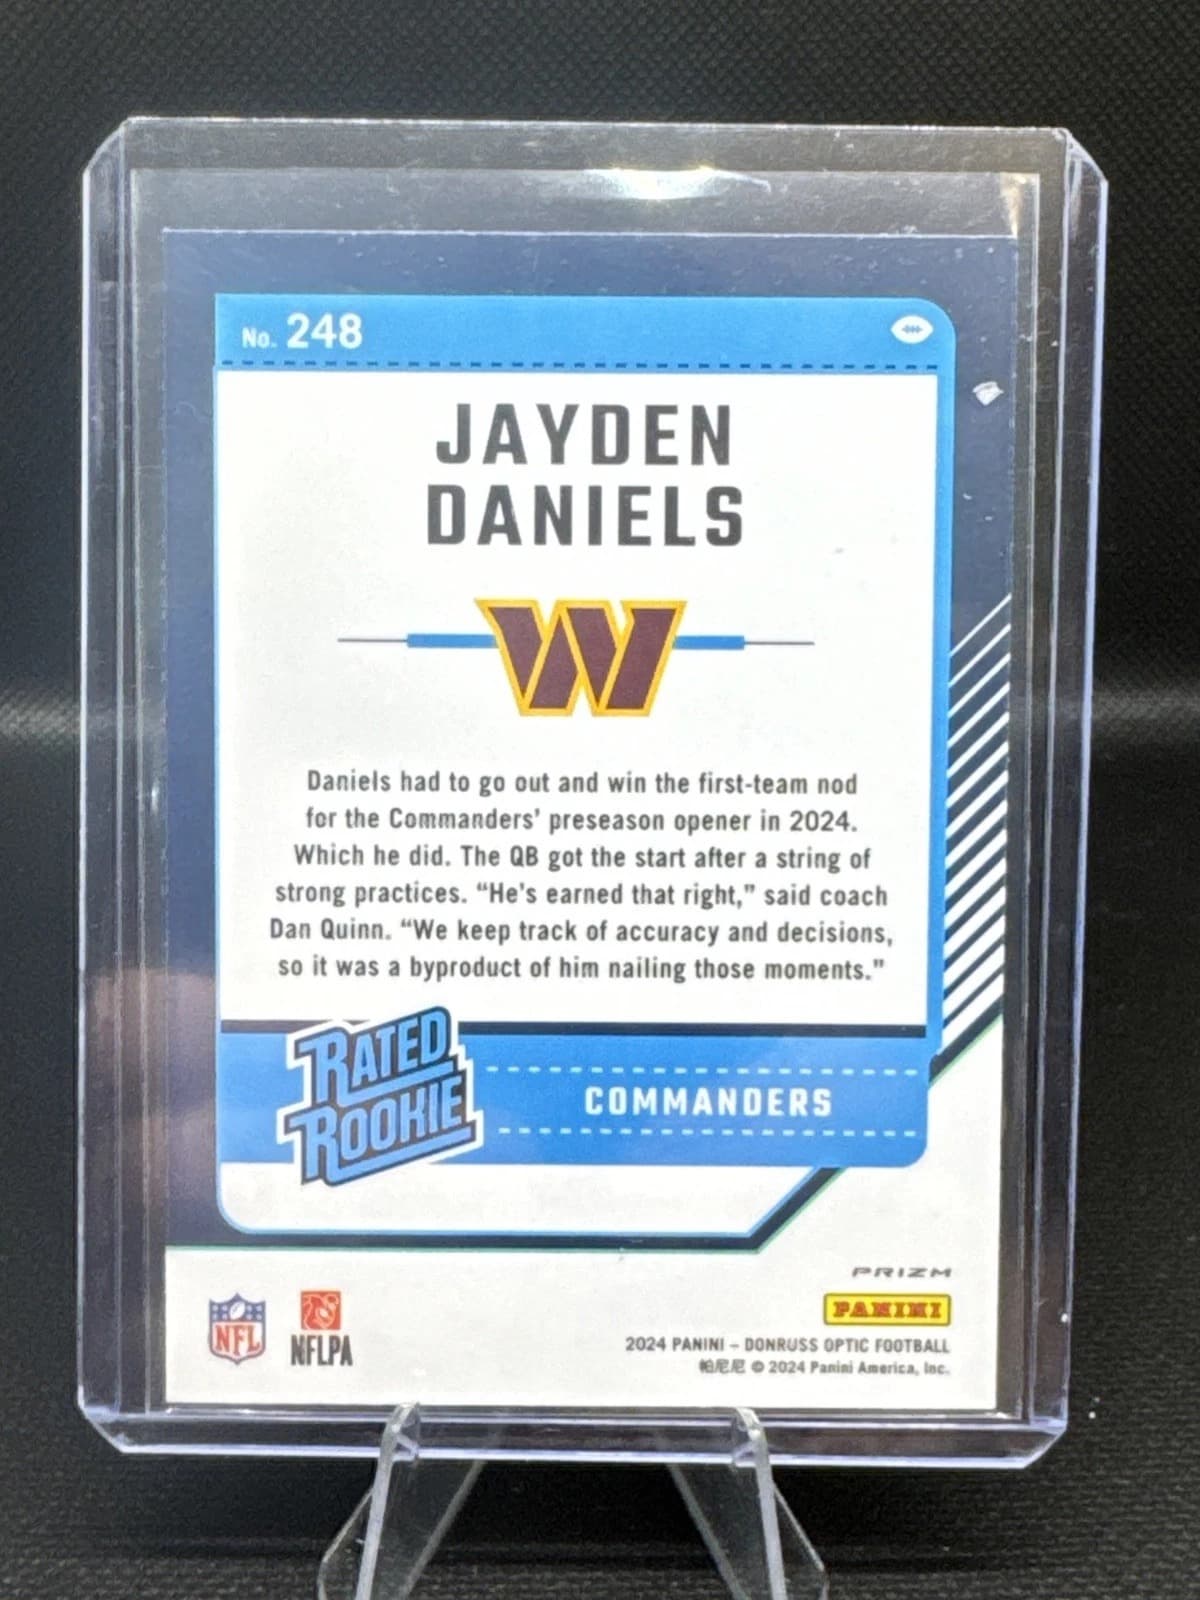 No. 248
JAYDEN
DANIELS
W
Daniels had to go out and win the first-team nod
for the Commanders' preseason opener in 2024.
Which he did. The QB got the start after a string of
strong practices. “He's earned that right,” said coach
Dan Quinn. “We keep track of accuracy and decisions,
so it was a byproduct of him nailing those moments.”
RATED
ROOKIE
COMMANDERS
PRIZM
PANINI
NFL
NFLPA
2024 PANINI – DONRUSS OPTIC FOOTBALL
帕尼尼 © 2024 Panini America, Inc.